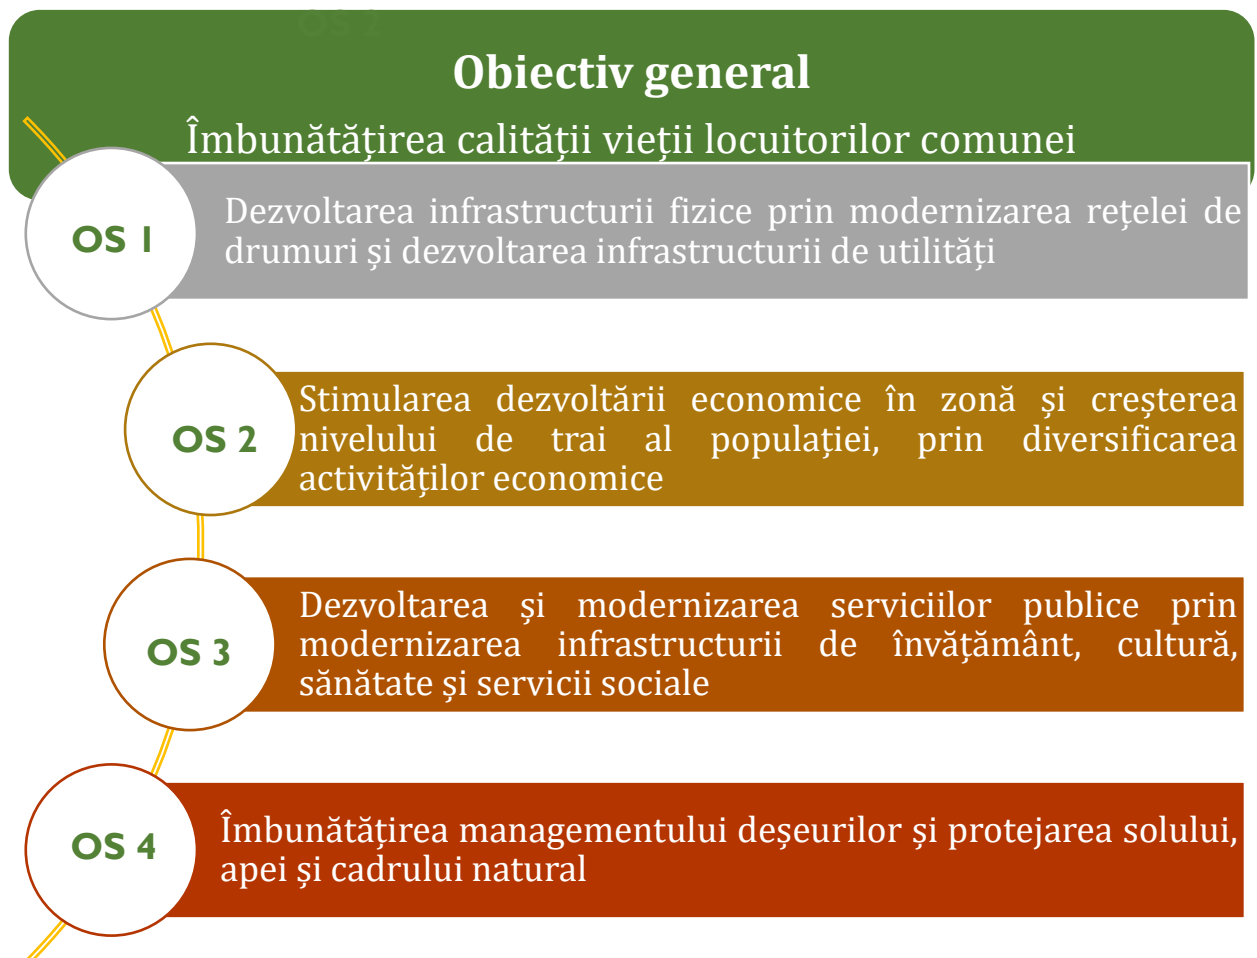 OS 2
Obiectiv general
Îmbunătățirea calității vieții locuitorilor comunei
OS 1
Dezvoltarea infrastructurii fizice prin modernizarea rețelei de
drumuri și dezvoltarea infrastructurii de utilități
OS 2
Stimularea dezvoltării economice în zonă și creșterea
nivelului de trai al populației, prin diversificarea
activităților economice
OS 3
Dezvoltarea și modernizarea serviciilor publice prin
modernizarea infrastructurii de învățământ, cultură,
sănătate și servicii sociale
OS 4
Îmbunătățirea managementului deșeurilor și protejarea solului,
apei și cadrului natural